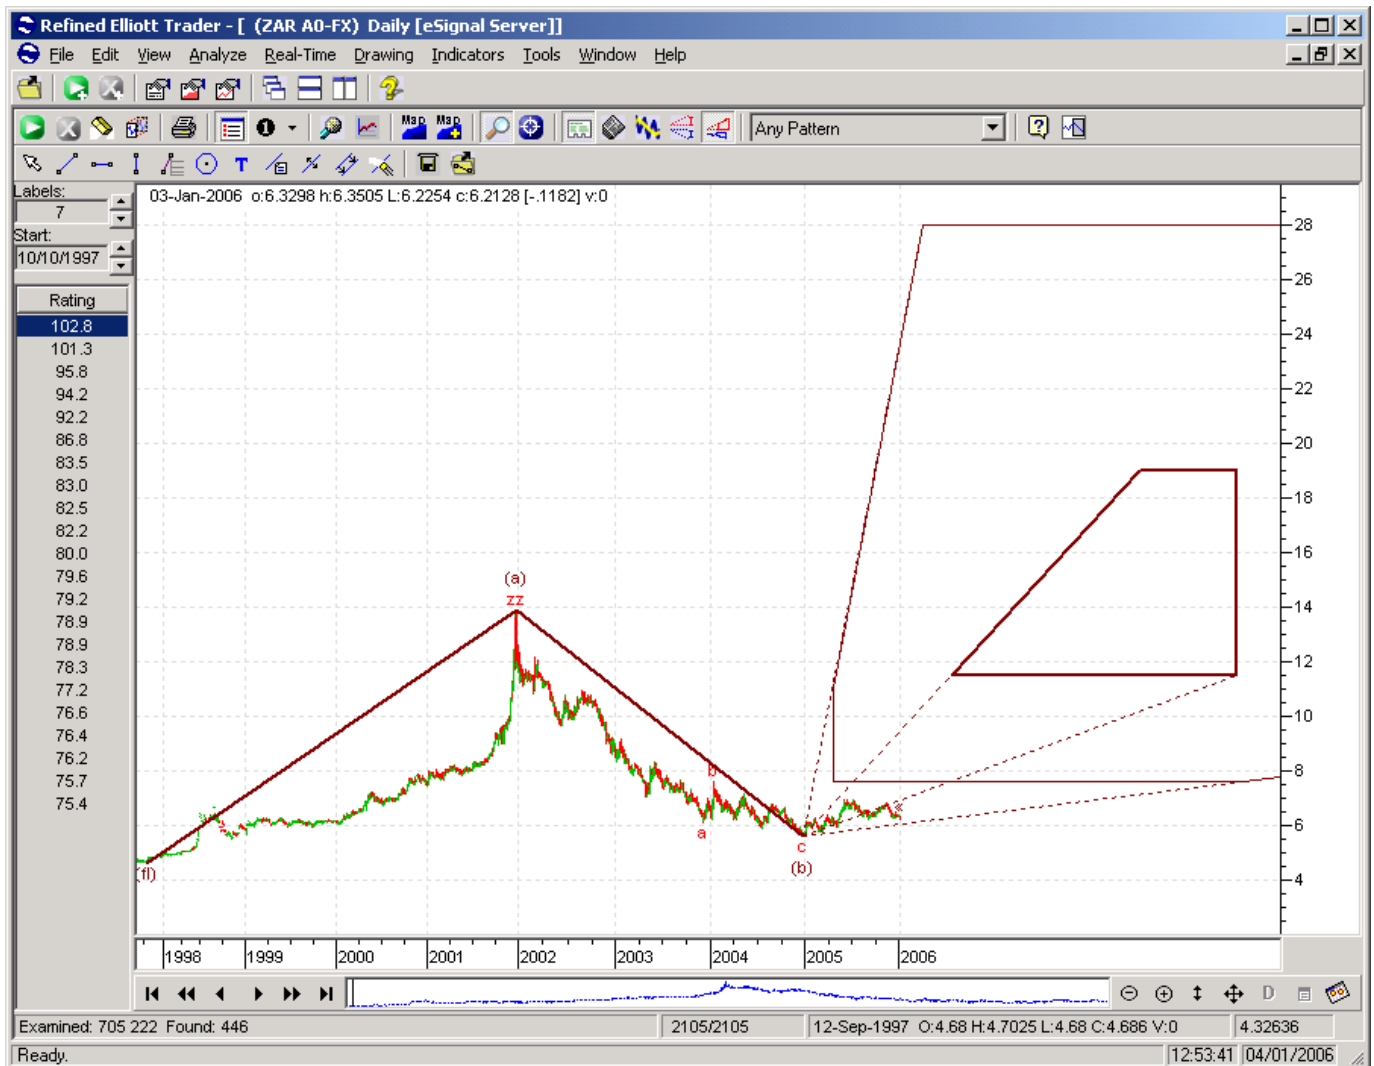 Refined Elliott Trader - [ (ZAR A0-FX) Daily [eSignal Server]]
File Edit View Analyze Real-Time Drawing Indicators Tools Window Help
Map Map Any Pattern
T
Labels:
7
Start:
10/10/1997
Rating
102.8
101.3
95.8
94.2
92.2
86.8
83.5
83.0
82.5
82.2
80.0
79.6
79.2
78.9
78.9
78.3
77.2
76.6
76.4
76.2
75.7
75.4
03-Jan-2006 o:6.3298 h:6.3505 L:6.2254 c:6.2128 [-.1182] v:0
28
26
24
22
20
18
16
14
12
10
8
6
4
(a)
zz
b
a
c
(b)
(fl)
1998 1999 2000 2001 2002 2003 2004 2005 2006
D
Examined: 705 222 Found: 446 2105/2105 12-Sep-1997 O:4.68 H:4.7025 L:4.68 C:4.686 V:0 4.32636
Ready. 12:53:41 04/01/2006